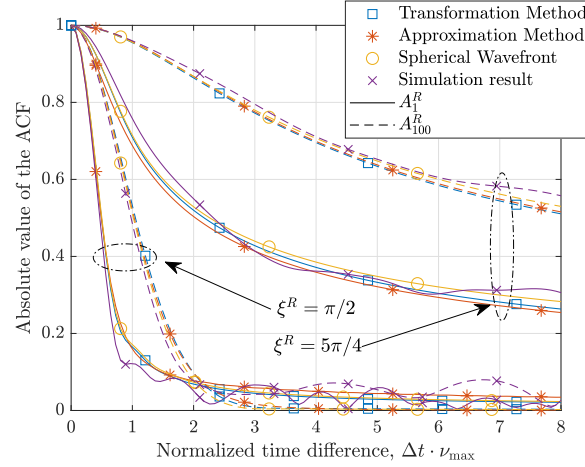 Transformation Method
Approximation Method
Spherical Wavefront
Simulation result
A_1^R
A_{100}^R
Absolute value of the ACF
1
0.8
0.6
0.4
0.2
0
ξ^R = π/2
ξ^R = 5π/4
0 1 2 3 4 5 6 7 8
Normalized time difference, Δt · ν_max